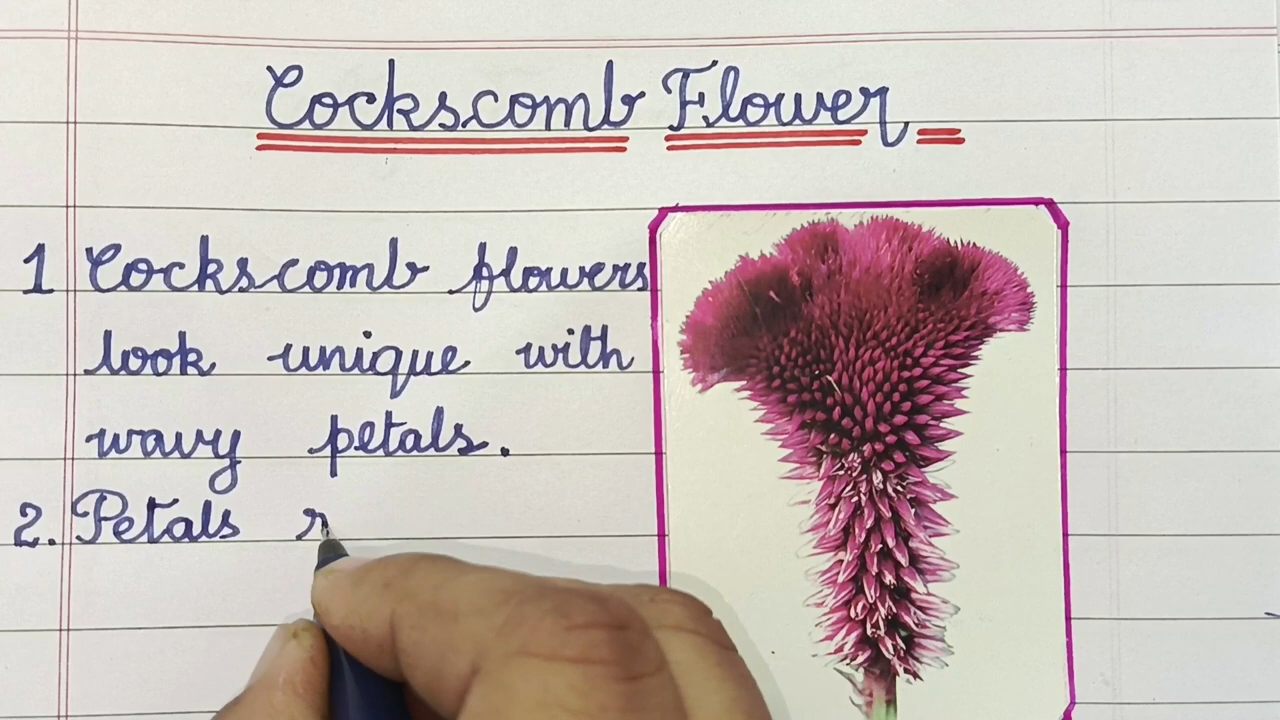 Cockscomb Flower
1 Cockscomb flowers
look unique with
wavy petals.
2. Petals r